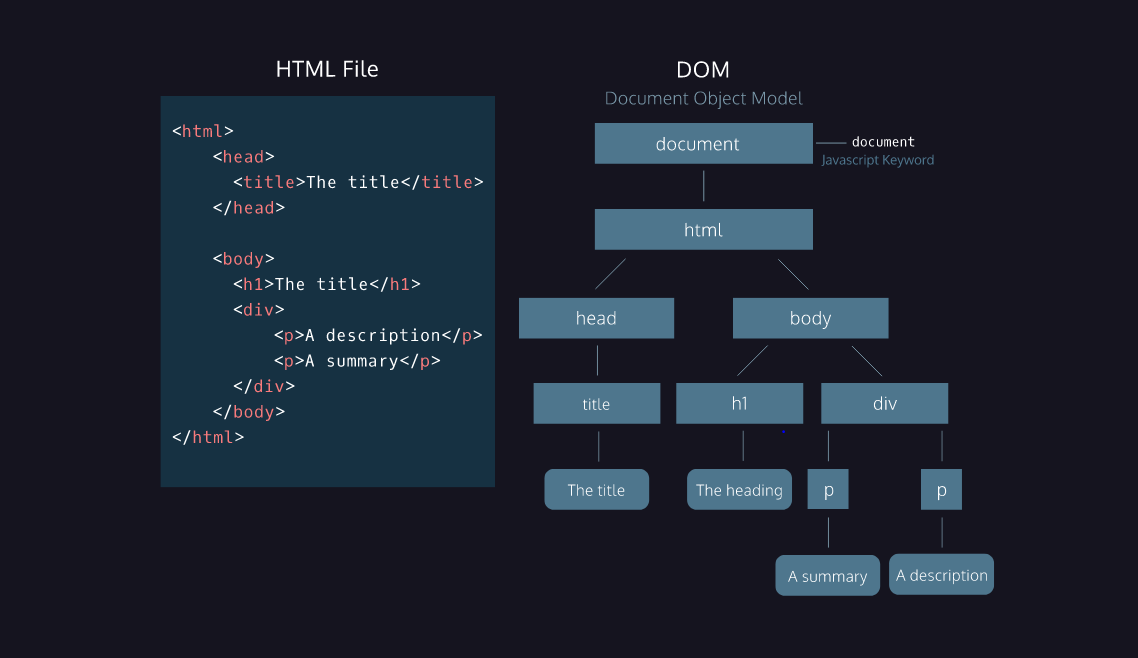 HTML File
<html>
<head>
<title>The title</title>
</head>
<body>
<h1>The title</h1>
<div>
<p>A description</p>
<p>A summary</p>
</div>
</body>
</html>
DOM
Document Object Model
document
document
Javascript Keyword
html
head
body
title
h1
div
The title
The heading
p
p
A summary
A description